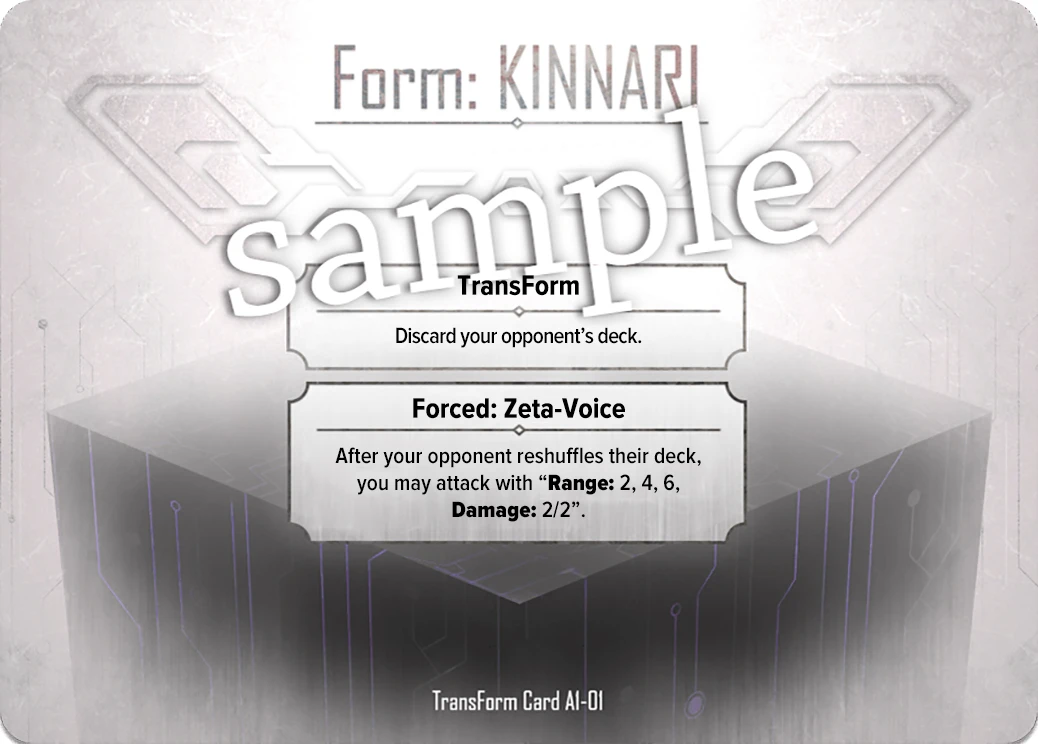 Form: KINNARI
sample
TransForm
Discard your opponent’s deck.
Forced: Zeta-Voice
After your opponent reshuffles their deck,
you may attack with “Range: 2, 4, 6,
Damage: 2/2”.
TransForm Card A1-01